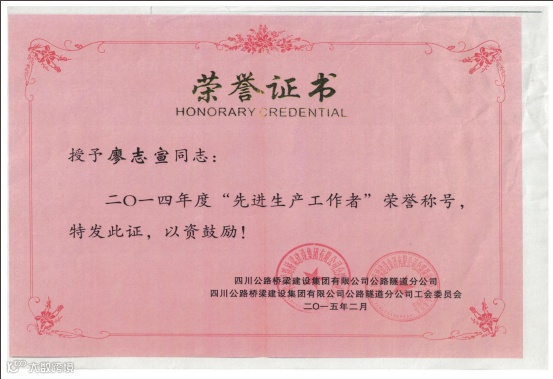 荣誉证书
HONORARY CREDENTIAL
授予廖志宣同志：
二〇一四年度“先进生产工作者”荣誉称号，
特发此证，以资鼓励！
四川公路桥梁建设集团有限公司公路隧道分公司
四川公路桥梁建设集团有限公司公路隧道分公司工会委员会
二〇一五年二月
大数跨境